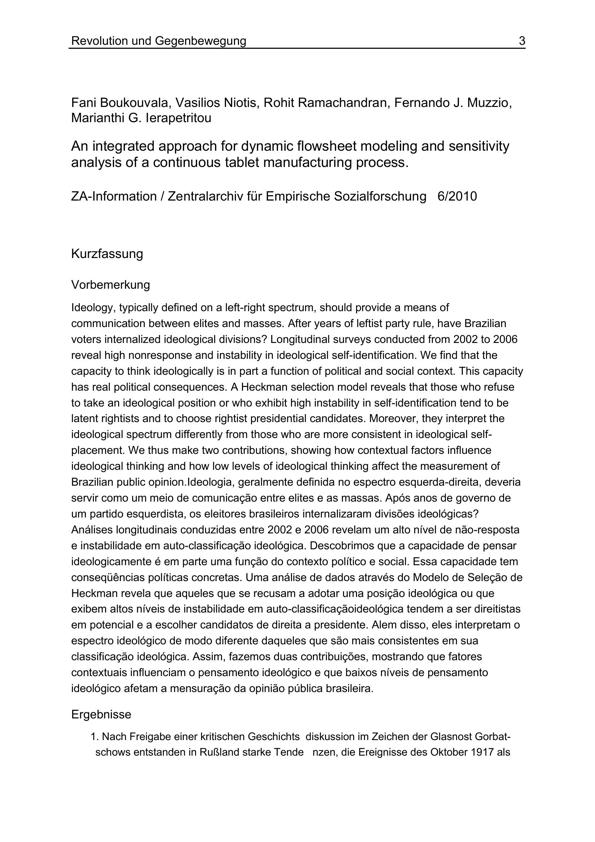 Revolution und Gegenbewegung 3
Fani Boukouvala, Vasilios Niotis, Rohit Ramachandran, Fernando J. Muzzio,
Marianthi G. Ierapetritou
An integrated approach for dynamic flowsheet modeling and sensitivity
analysis of a continuous tablet manufacturing process.
ZA-Information / Zentralarchiv für Empirische Sozialforschung 6/2010
Kurzfassung
Vorbemerkung
Ideology, typically defined on a left-right spectrum, should provide a means of
communication between elites and masses. After years of leftist party rule, have Brazilian
voters internalized ideological divisions? Longitudinal surveys conducted from 2002 to 2006
reveal high nonresponse and instability in ideological self-identification. We find that the
capacity to think ideologically is in part a function of political and social context. This capacity
has real political consequences. A Heckman selection model reveals that those who refuse
to take an ideological position or who exhibit high instability in self-identification tend to be
latent rightists and to choose rightist presidential candidates. Moreover, they interpret the
ideological spectrum differently from those who are more consistent in ideological self-
placement. We thus make two contributions, showing how contextual factors influence
ideological thinking and how low levels of ideological thinking affect the measurement of
Brazilian public opinion.Ideologia, geralmente definida no espectro esquerda-direita, deveria
servir como um meio de comunicação entre elites e as massas. Após anos de governo de
um partido esquerdista, os eleitores brasileiros internalizaram divisões ideológicas?
Análises longitudinais conduzidas entre 2002 e 2006 revelam um alto nível de não-resposta
e instabilidade em auto-classificação ideológica. Descobrimos que a capacidade de pensar
ideologicamente é em parte uma função do contexto político e social. Essa capacidade tem
conseqüências políticas concretas. Uma análise de dados através do Modelo de Seleção de
Heckman revela que aqueles que se recusam a adotar uma posição ideológica ou que
exibem altos níveis de instabilidade em auto-classificaçãoideológica tendem a ser direitistas
em potencial e a escolher candidatos de direita a presidente. Alem disso, eles interpretam o
espectro ideológico de modo diferente daqueles que são mais consistentes em sua
classificação ideológica. Assim, fazemos duas contribuições, mostrando que fatores
contextuais influenciam o pensamento ideológico e que baixos níveis de pensamento
ideológico afetam a mensuração da opinião pública brasileira.
Ergebnisse
1. Nach Freigabe einer kritischen Geschichts diskussion im Zeichen der Glasnost Gorbat-
schows entstanden in Rußland starke Tende nzen, die Ereignisse des Oktober 1917 als